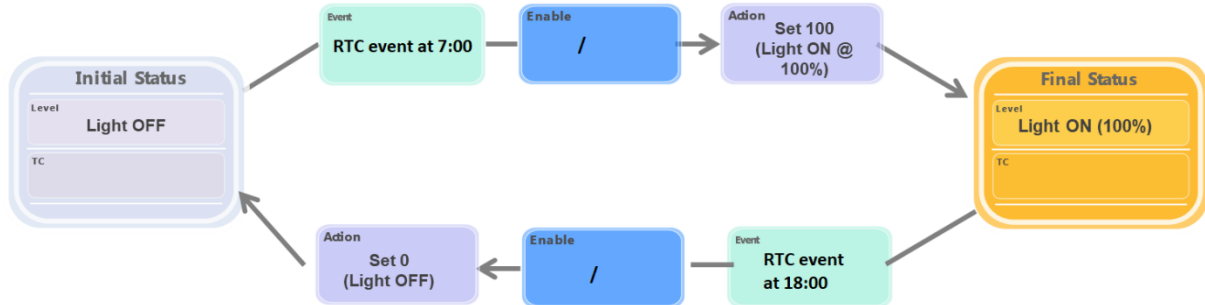 Initial Status
Level
Light OFF
TC
Event
RTC event at 7:00
Enable
/
Action
Set 100
(Light ON @
100%)
Final Status
Level
Light ON (100%)
TC
Event
RTC event
at 18:00
Enable
/
Action
Set 0
(Light OFF)